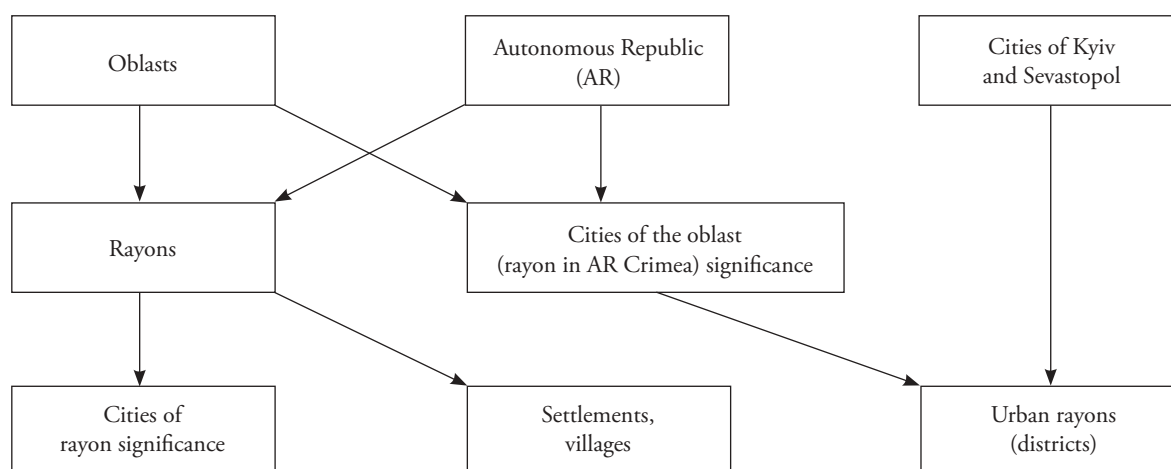 Oblasts
Autonomous Republic
(AR)
Cities of Kyiv
and Sevastopol
Rayons
Cities of the oblast
(rayon in AR Crimea) significance
Cities of
rayon significance
Settlements,
villages
Urban rayons
(districts)